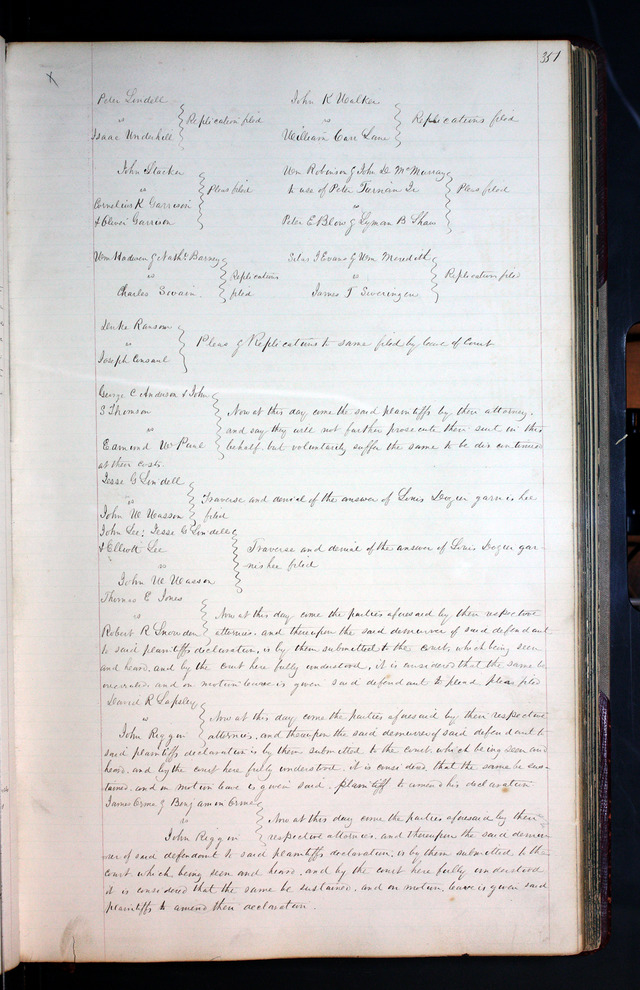 351
Peter Lindell
vs
Isaac Underhill
Replication filed
John K Walker
vs
William Carr Lane
Replications filed
John Stacker
vs
Cornelius K Garrison
& Oliver Garrison
Pleas filed
Wm Robinson & John D. McMurray
to use of Peter Turnan Jr
vs
Peter E Blow & Lyman B Shaw
Pleas filed
Wm Madison & Nathl. Barney
vs
Charles Swain.
Replications
filed
Silas J Evans & Wm Meredith
vs
James T Sweringen
Replication filed
Ransom
vs
Joseph
Pleas & Replications to same filed by leave of Court
George C Anderson & John
S Thomson
vs
Edmund W Paul
Now at this day come the said plaintiffs by their attorney.
and say they will not further prosecute their suit in this
behalf. but voluntarily suffer the same to be discontinued
at their costs.
Jesse G Lindell
vs
John W Wasson
Traverse and denial of the answer of Louis Dozier garnishee
filed
John Lee; Jesse G Lindell
& Elliott Lee
vs
John W Wasson
Traverse and denial of the answer of Louis Dozier gar-
nishee filed
Thomas E Jones
vs
Robert R Snowden
Now at this day come the parties aforesaid by their respective
attornies. and thereupon the said demurrer of said defendant
to said plaintiffs declaration, is by them submitted to the court, which being seen
and heard. and by the court here fully understood, it is considered that the same be
overruled and on motion leave is given said defendant to plead pleas filed
David R Lapsley
vs
John Riggin
Now at this day come the parties aforesaid by their respective
attornies. and thereupon the said demurrer of said defendant to
said plaintiffs declaration is by them submitted to the court. which being seen and
heard. and by the court here fully understood. it is considered, that the same be sus-
tained. and on motion leave is given said plaintiff to amend his declaration
James Orme & Benjamin Orme
vs
John Riggin
Now at this day come the parties aforesaid by their
respective attornies. and thereupon the said demur-
rer of said defendant to said plaintiffs declaration. is by them submitted to the
court which being seen and heard. and by the court here fully understood
it is considered that the same be sustained. and on motion. leave is given said
plaintiffs to amend their declaration.